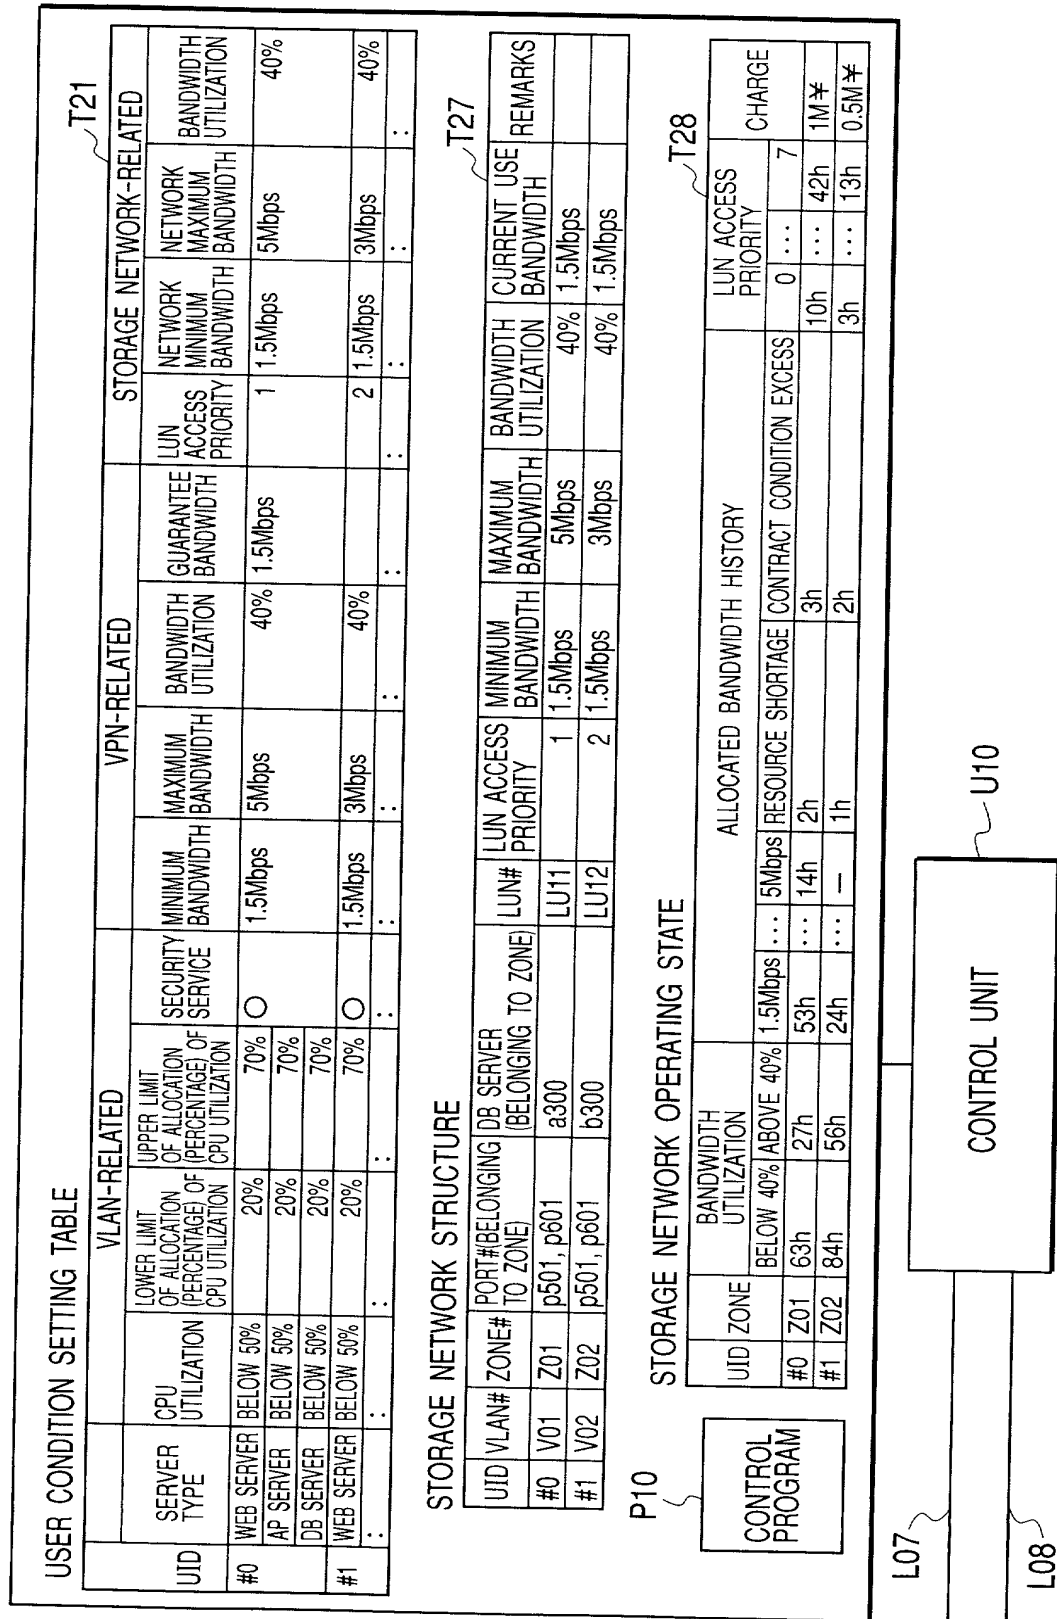 USER CONDITION SETTING TABLE
T21
VLAN-RELATED VPN-RELATED STORAGE NETWORK-RELATED
UID
SERVER TYPE
CPU UTILIZATION
LOWER LIMIT OF ALLOCATION (PERCENTAGE) OF CPU UTILIZATION
UPPER LIMIT OF ALLOCATION (PERCENTAGE) OF CPU UTILIZATION
SECURITY SERVICE
MINIMUM BANDWIDTH
MAXIMUM BANDWIDTH
BANDWIDTH UTILIZATION
GUARANTEE BANDWIDTH
LUN ACCESS PRIORITY
NETWORK MINIMUM BANDWIDTH
NETWORK MAXIMUM BANDWIDTH
BANDWIDTH UTILIZATION
#0 WEB SERVER BELOW 50% 20% 70% ○ 1.5Mbps 5Mbps 40% 1.5Mbps 1 1.5Mbps 5Mbps 40%
AP SERVER BELOW 50% 20% 70%
DB SERVER BELOW 50% 20% 70%
#1 WEB SERVER BELOW 50% 20% 70% ○ 1.5Mbps 3Mbps 40% 2 1.5Mbps 3Mbps 40%
: : : : : : : : : : : : :
STORAGE NETWORK STRUCTURE
T27
UID
VLAN#
ZONE#
PORT#(BELONGING TO ZONE)
DB SERVER (BELONGING TO ZONE)
LUN#
LUN ACCESS PRIORITY
MINIMUM BANDWIDTH
MAXIMUM BANDWIDTH
BANDWIDTH UTILIZATION
CURRENT USE BANDWIDTH
REMARKS
#0 V01 Z01 p501, p601 a300 LU11 1 1.5Mbps 5Mbps 40% 1.5Mbps
#1 V02 Z02 p501, p601 b300 LU12 2 1.5Mbps 3Mbps 40% 1.5Mbps
STORAGE NETWORK OPERATING STATE
T28
UID ZONE
BANDWIDTH UTILIZATION
ALLOCATED BANDWIDTH HISTORY
LUN ACCESS PRIORITY
CHARGE
BELOW 40% ABOVE 40% 1.5Mbps ... 5Mbps RESOURCE SHORTAGE CONTRACT CONDITION EXCESS 0 ... 7
#0 Z01 63h 27h 53h ... 14h 2h 3h 10h ... 42h 1M¥
#1 Z02 84h 56h 24h ... — 1h 2h 3h ... 13h 0.5M¥
P10
CONTROL
PROGRAM
L07
L08
CONTROL UNIT
U10